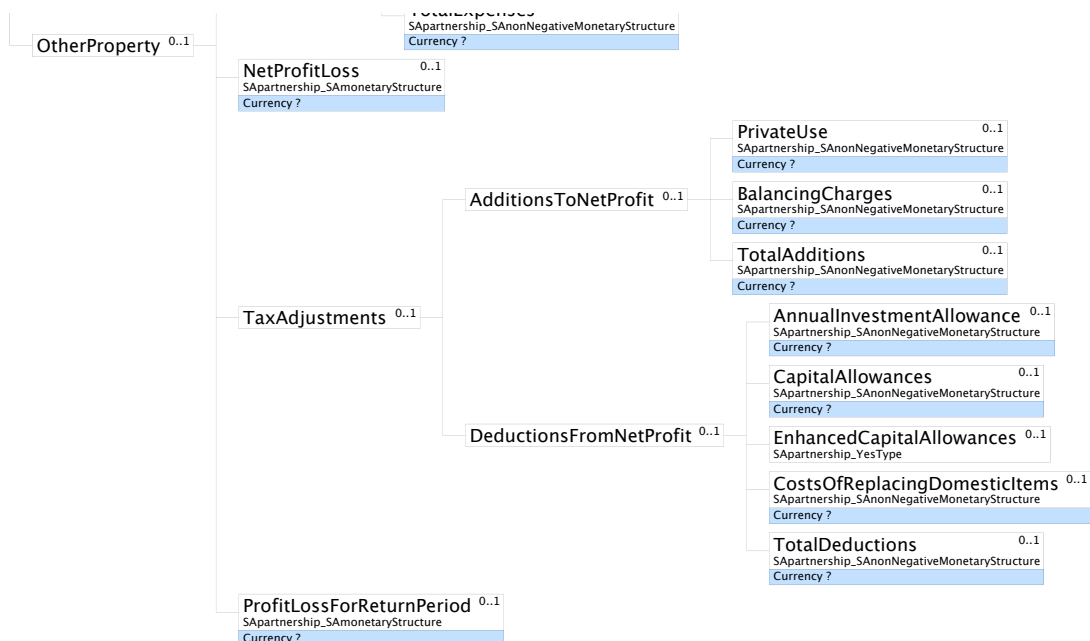 TotalExpenses
SApartnership_SAnonNegativeMonetaryStructure
Currency ?
OtherProperty 0..1
NetProfitLoss 0..1
SApartnership_SAmonetaryStructure
Currency ?
PrivateUse 0..1
SApartnership_SAnonNegativeMonetaryStructure
Currency ?
AdditionsToNetProfit 0..1
BalancingCharges 0..1
SApartnership_SAnonNegativeMonetaryStructure
Currency ?
TotalAdditions 0..1
SApartnership_SAnonNegativeMonetaryStructure
Currency ?
TaxAdjustments 0..1
AnnualInvestmentAllowance 0..1
SApartnership_SAnonNegativeMonetaryStructure
Currency ?
CapitalAllowances 0..1
SApartnership_SAnonNegativeMonetaryStructure
Currency ?
DeductionsFromNetProfit 0..1
EnhancedCapitalAllowances 0..1
SApartnership_YesType
CostsOfReplacingDomesticItems 0..1
SApartnership_SAnonNegativeMonetaryStructure
Currency ?
TotalDeductions 0..1
SApartnership_SAnonNegativeMonetaryStructure
Currency ?
ProfitLossForReturnPeriod 0..1
SApartnership_SAmonetaryStructure
Currency ?